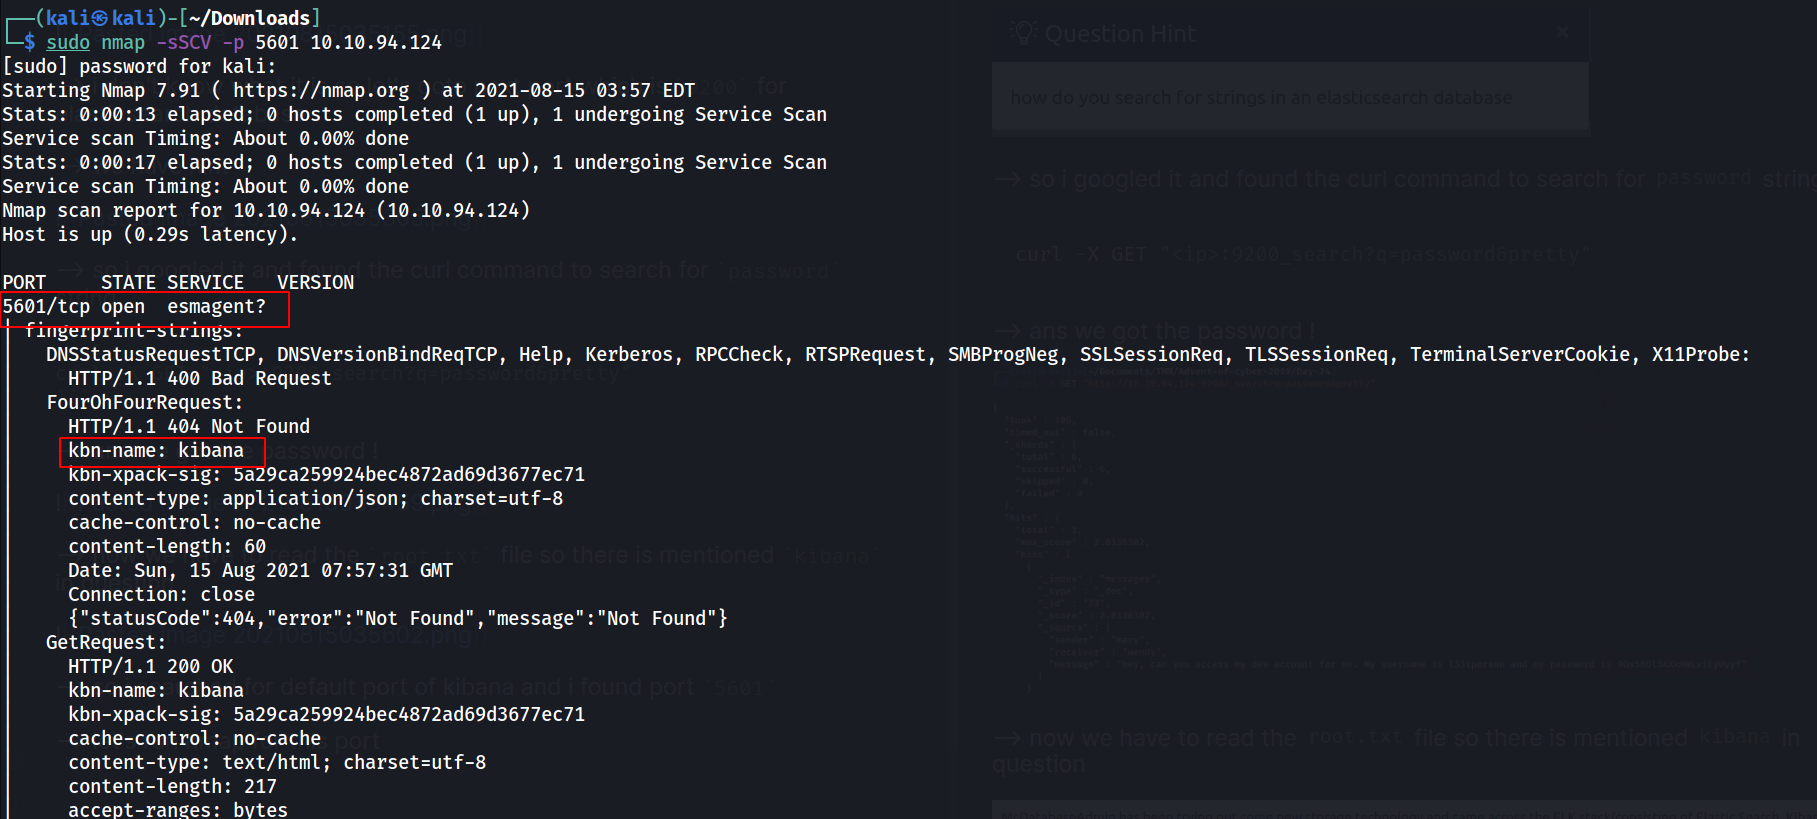 ┌──(kali㉿kali)-[~/Downloads]
└─$ sudo nmap -sSCV -p 5601 10.10.94.124
[sudo] password for kali:
Starting Nmap 7.91 ( https://nmap.org ) at 2021-08-15 03:57 EDT
Stats: 0:00:13 elapsed; 0 hosts completed (1 up), 1 undergoing Service Scan
Service scan Timing: About 0.00% done
Stats: 0:00:17 elapsed; 0 hosts completed (1 up), 1 undergoing Service Scan
Service scan Timing: About 0.00% done
Nmap scan report for 10.10.94.124 (10.10.94.124)
Host is up (0.29s latency).
PORT     STATE SERVICE   VERSION
5601/tcp open  esmagent?
| fingerprint-strings:
|   DNSStatusRequestTCP, DNSVersionBindReqTCP, Help, Kerberos, RPCCheck, RTSPRequest, SMBProgNeg, SSLSessionReq, TLSSessionReq, TerminalServerCookie, X11Probe:
|     HTTP/1.1 400 Bad Request
|   FourOhFourRequest:
|     HTTP/1.1 404 Not Found
|     kbn-name: kibana
|     kbn-xpack-sig: 5a29ca259924bec4872ad69d3677ec71
|     content-type: application/json; charset=utf-8
|     cache-control: no-cache
|     content-length: 60
|     Date: Sun, 15 Aug 2021 07:57:31 GMT
|     Connection: close
|     {"statusCode":404,"error":"Not Found","message":"Not Found"}
|   GetRequest:
|     HTTP/1.1 200 OK
|     kbn-name: kibana
|     kbn-xpack-sig: 5a29ca259924bec4872ad69d3677ec71
|     cache-control: no-cache
|     content-type: text/html; charset=utf-8
|     content-length: 217
|     accept-ranges: bytes
Question Hint
how do you search for strings in an elasticsearch database
→ so i googled it and found the curl command to search for password string
curl -X GET "<ip>:9200_search?q=password&pretty"
→ ans we got the password !
→ now we have to read the root.txt file so there is mentioned kibana in
question